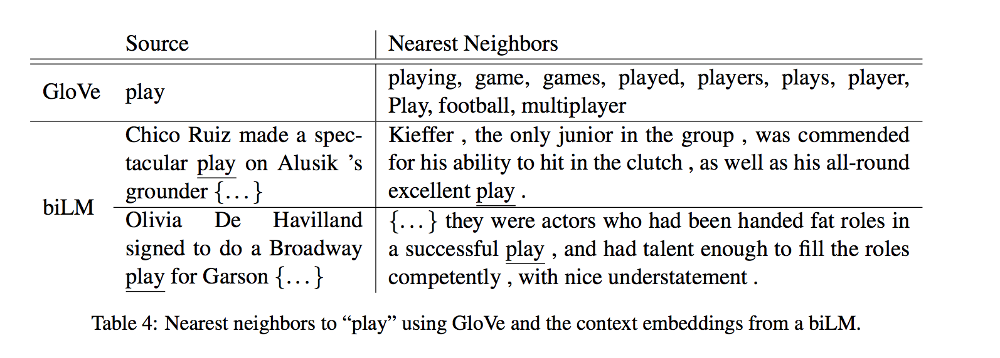 Source Nearest Neighbors
GloVe play playing, game, games, played, players, plays, player,
Play, football, multiplayer
biLM
Chico Ruiz made a spec-
tacular play on Alusik 's
grounder {...}
Kieffer , the only junior in the group , was commended
for his ability to hit in the clutch , as well as his all-round
excellent play .
Olivia De Havilland
signed to do a Broadway
play for Garson {...}
{...} they were actors who had been handed fat roles in
a successful play , and had talent enough to fill the roles
competently , with nice understatement .
Table 4: Nearest neighbors to “play” using GloVe and the context embeddings from a biLM.